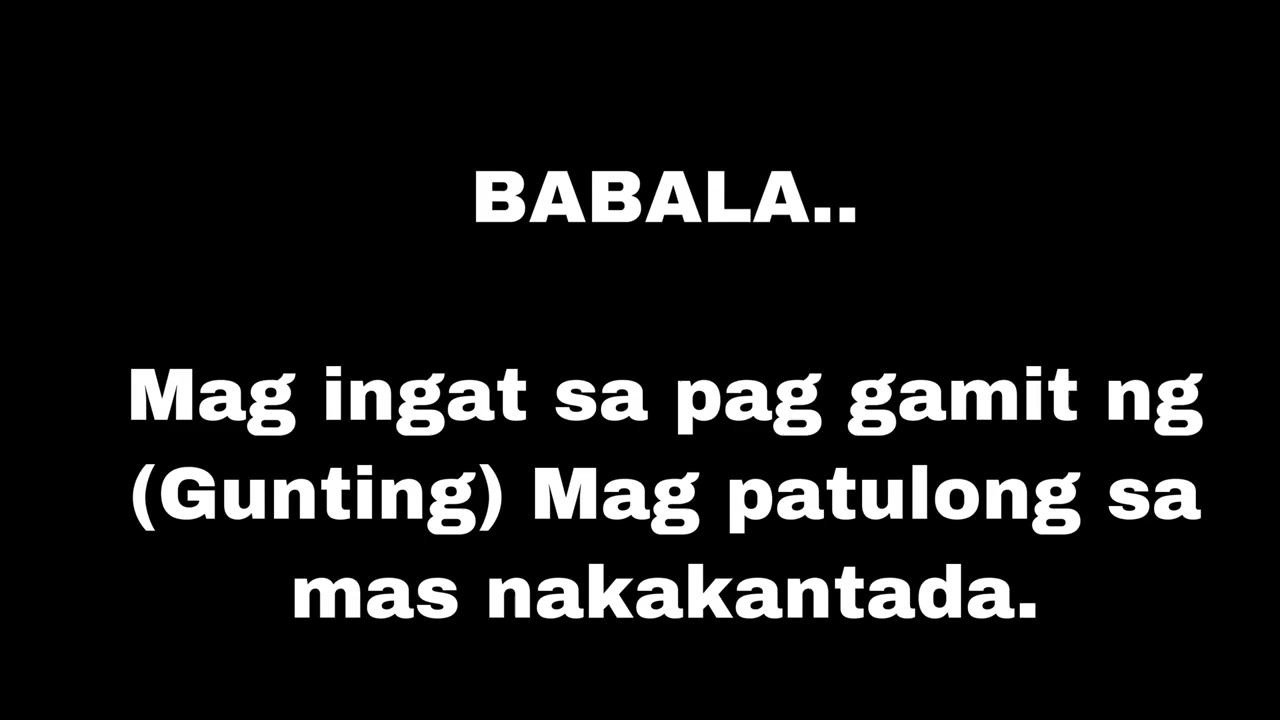 BABALA..
Mag ingat sa pag gamit ng
(Gunting) Mag patulong sa
mas nakakantada.